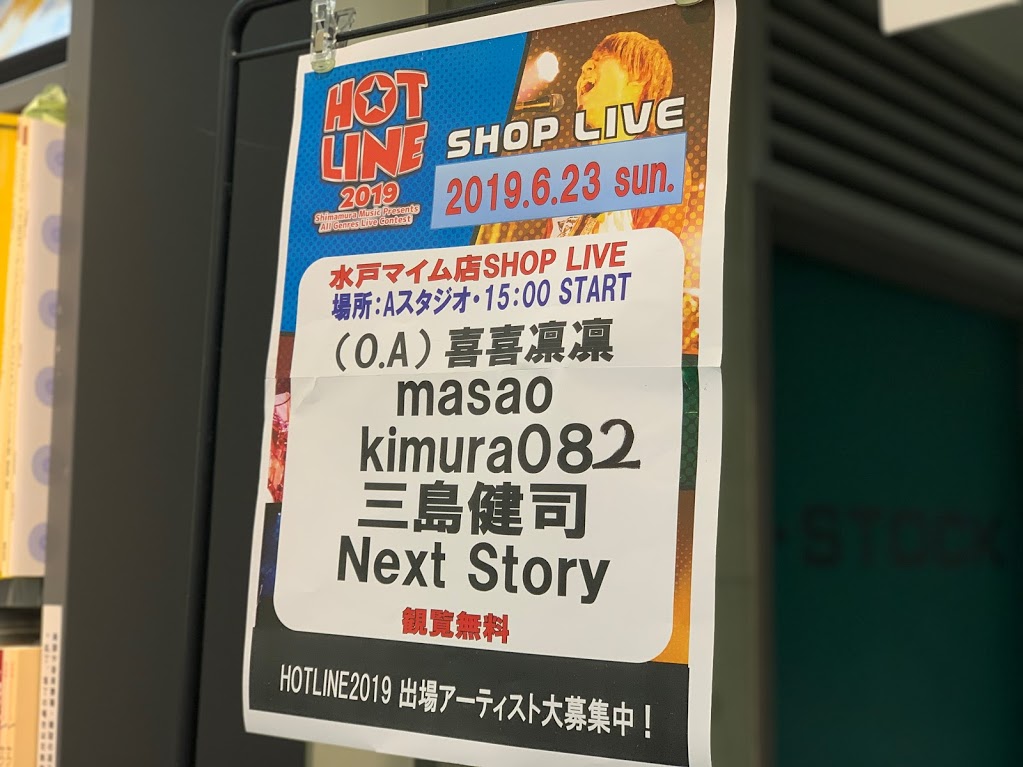 HOT
LINE
2019
Shimamura Music Presents
All Genres Live Contest
SHOP LIVE
2019.6.23 sun.
水戸マイム店SHOP LIVE
場所:Aスタジオ・15:00 START
(O.A) 喜喜凛凛
masao
kimura082
三島健司
Next Story
観覧無料
HOTLINE2019 出場アーティスト大募集中!
STOCK